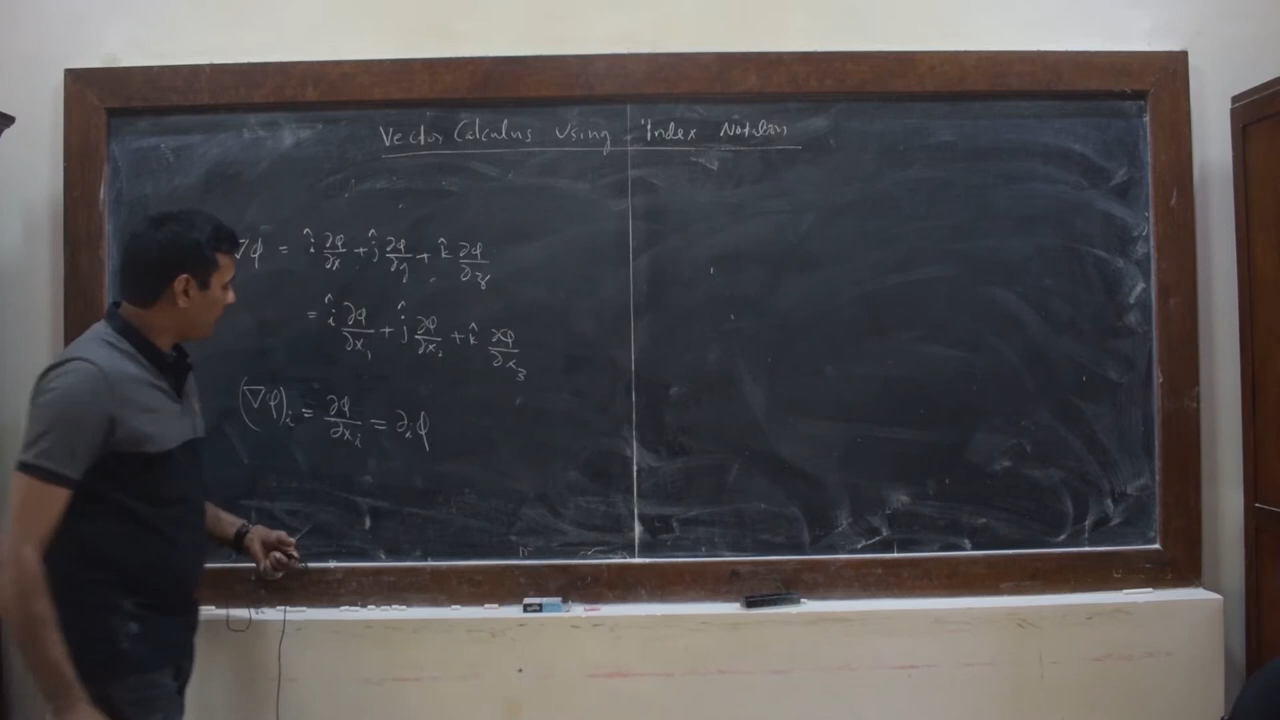 Vector Calculus Using Index Notation
∇φ = î ∂φ/∂x + ĵ ∂φ/∂y + k̂ ∂φ/∂z
= î ∂φ/∂x₁ + ĵ ∂φ/∂x₂ + k̂ ∂φ/∂x₃
(∇φ)ᵢ = ∂φ/∂xᵢ = ∂ᵢφ